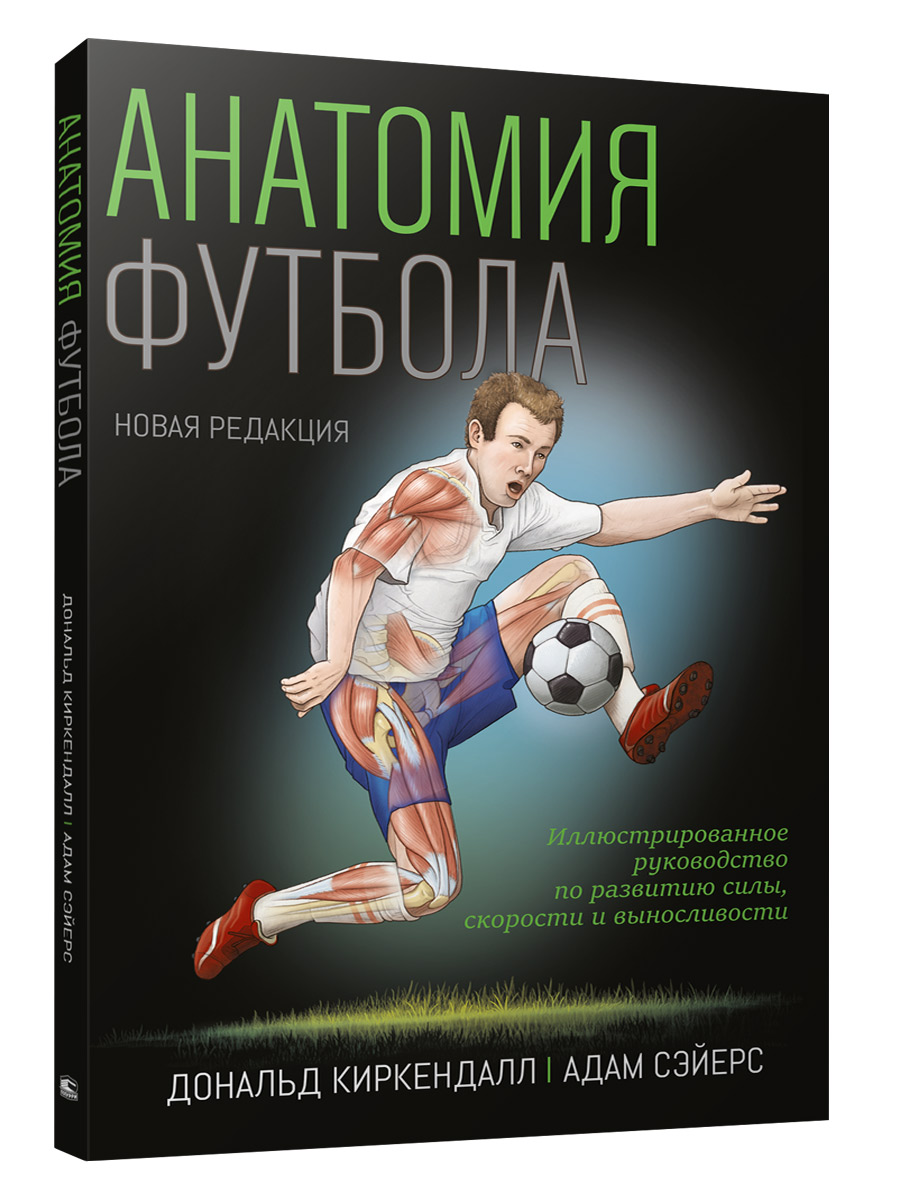 АНАТОМИЯ
ФУТБОЛА
НОВАЯ РЕДАКЦИЯ
Иллюстрированное
руководство
по развитию силы,
скорости и выносливости
ДОНАЛЬД КИРКЕНДАЛЛ | АДАМ СЭЙЕРС
АНАТОМИЯ ФУТБОЛА
ДОНАЛЬД КИРКЕНДАЛЛ | АДАМ СЭЙЕРС